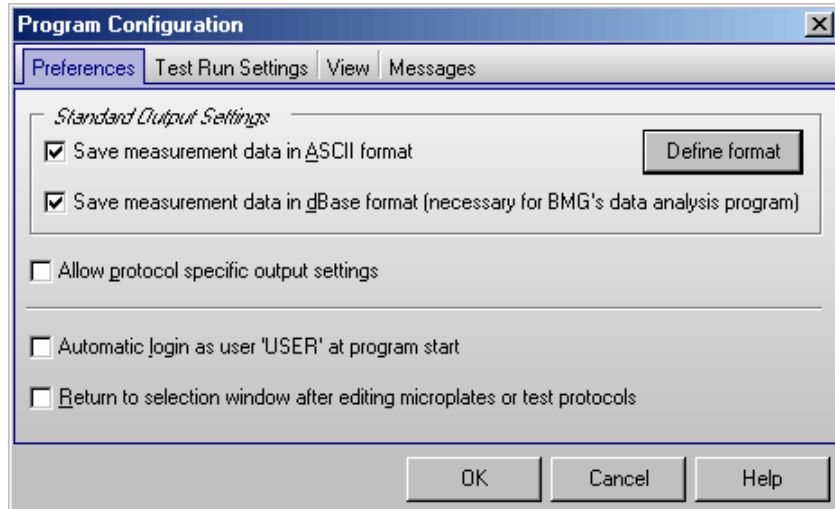 Program Configuration
Preferences Test Run Settings View Messages
Standard Output Settings
Save measurement data in ASCII format Define format
Save measurement data in dBase format (necessary for BMG's data analysis program)
Allow protocol specific output settings
Automatic login as user 'USER' at program start
Return to selection window after editing microplates or test protocols
OK Cancel Help